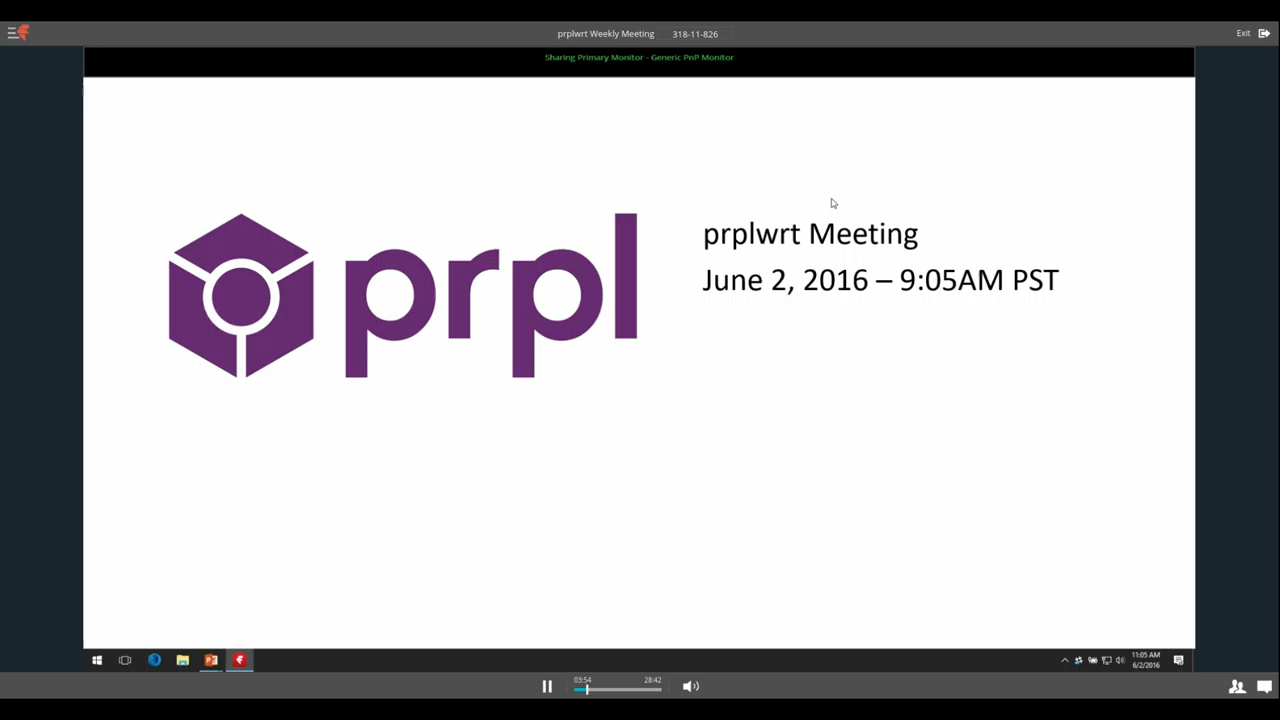 prplwrt Weekly Meeting 318-11-826
Exit
Sharing Primary Monitor - Generic PnP Monitor
prpl
prplwrt Meeting
June 2, 2016 – 9:05AM PST
11:05 AM
6/2/2016
03:54 28:42